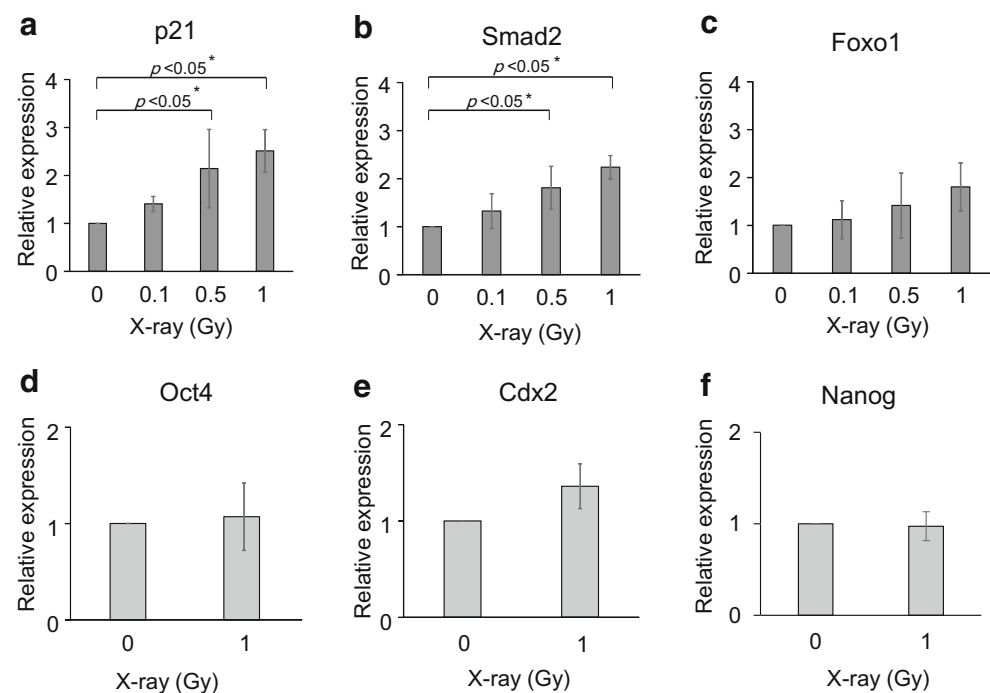 a
p21
Relative expression
4
3
2
1
0
p <0.05 *
p <0.05 *
0 0.1 0.5 1
X-ray (Gy)
b
Smad2
Relative expression
4
3
2
1
0
p <0.05 *
p <0.05 *
0 0.1 0.5 1
X-ray (Gy)
c
Foxo1
Relative expression
4
3
2
1
0
0 0.1 0.5 1
X-ray (Gy)
d
Oct4
Relative expression
2
1
0
0 1
X-ray (Gy)
e
Cdx2
Relative expression
2
1
0
0 1
X-ray (Gy)
f
Nanog
Relative expression
2
1
0
0 1
X-ray (Gy)